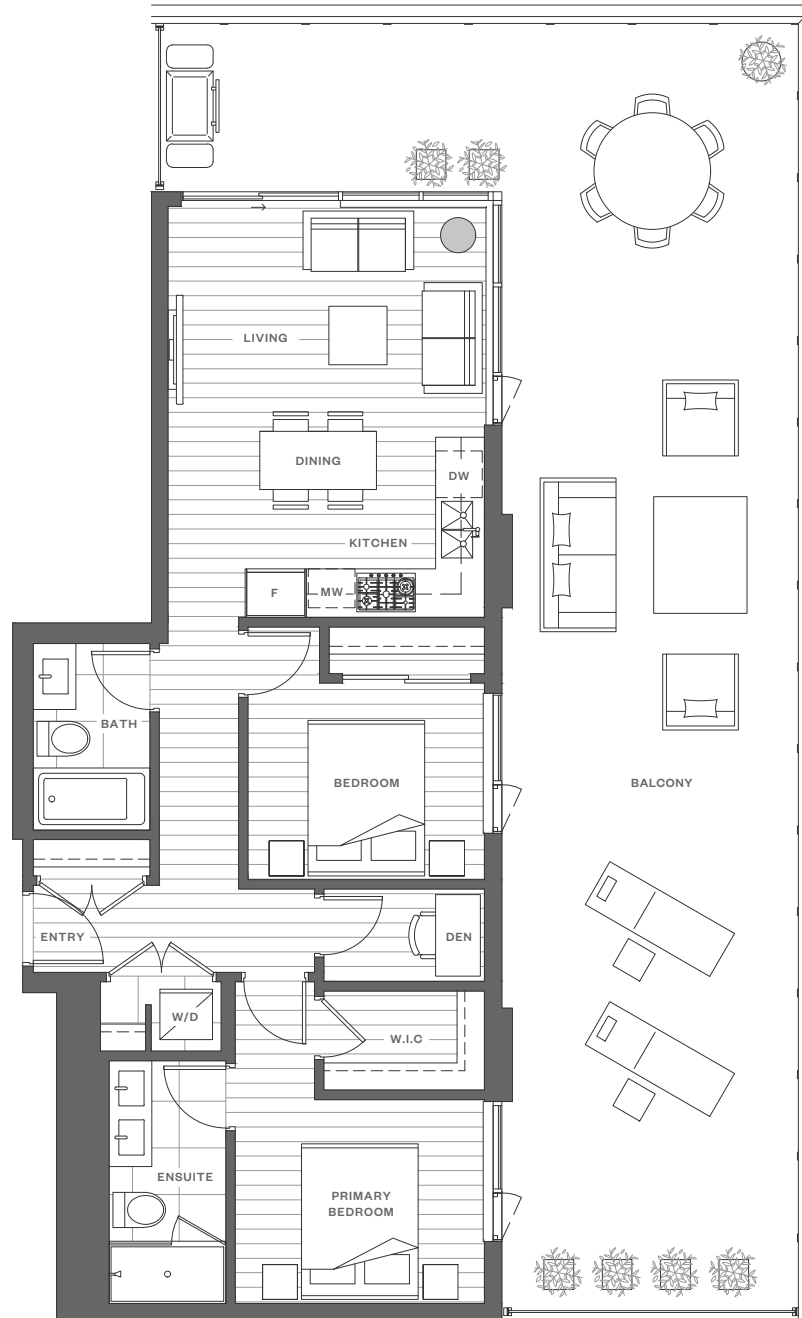 LIVING
DINING
DW
KITCHEN
F
MW
BATH
BEDROOM
BALCONY
ENTRY
DEN
W/D
W.I.C
ENSUITE
PRIMARY
BEDROOM